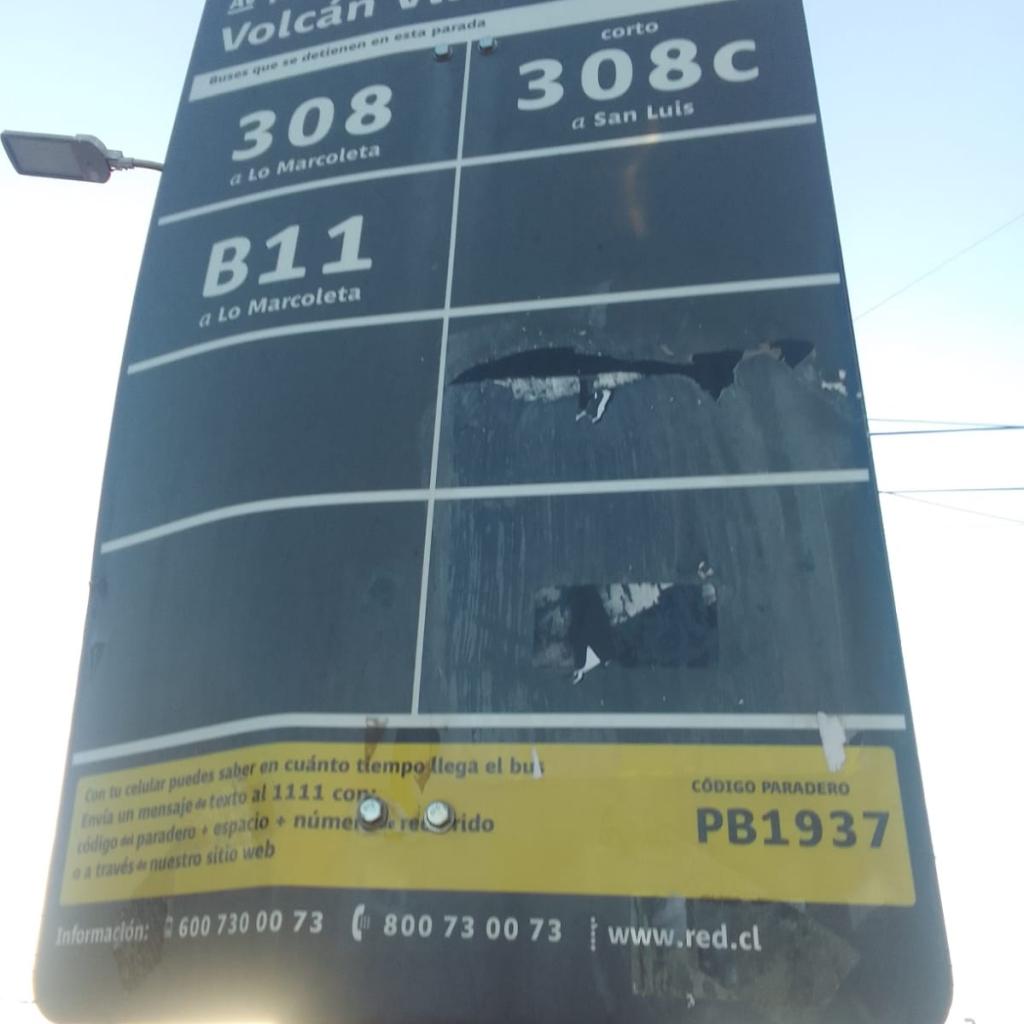 Volcán
Buses que se detienen en esta parada
308
a Lo Marcoleta
corto
308c
a San Luis
B11
a Lo Marcoleta
Con tu celular puedes saber en cuánto tiempo llega el bus
Envía un mensaje de texto al 1111 con:
código del paradero + espacio +
o a través de nuestro sitio web
CÓDIGO PARADERO
PB1937
Información: 600 730 00 73 800 73 00 73 www.red.cl